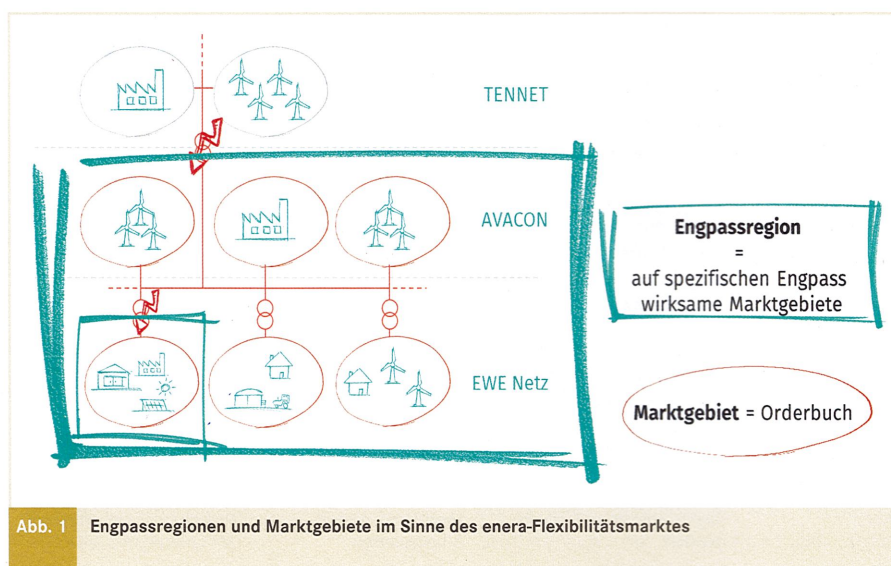 TENNET
AVACON
EWE Netz
Engpassregion
=
auf spezifischen Engpass
wirksame Marktgebiete
Marktgebiet = Orderbuch
Abb. 1 Engpassregionen und Marktgebiete im Sinne des enera-Flexibilitätsmarktes